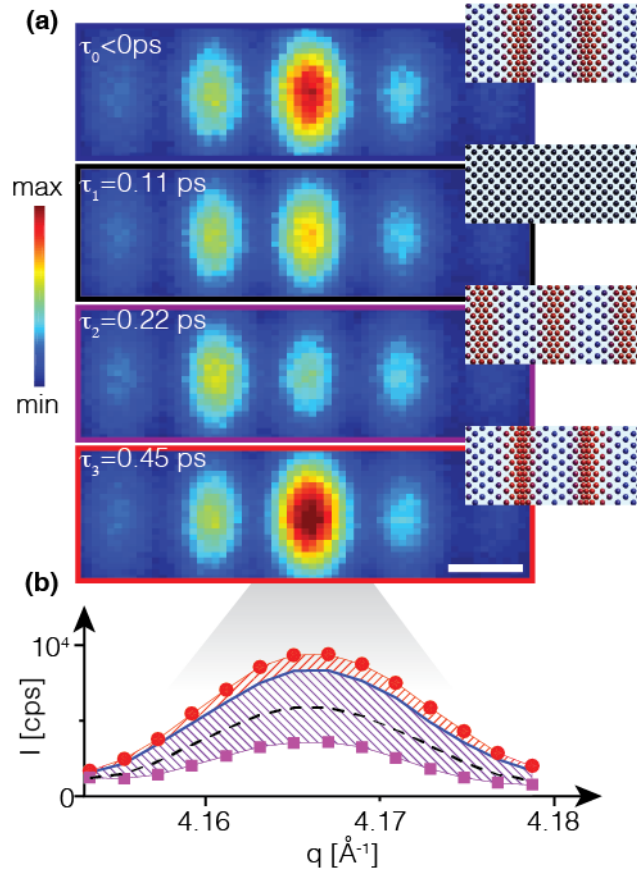 (a)
τ₀<0ps
max
min
τ₁=0.11 ps
τ₂=0.22 ps
τ₃=0.45 ps
(b)
10⁴
I [cps]
0
4.16
4.17
4.18
q [Å⁻¹]